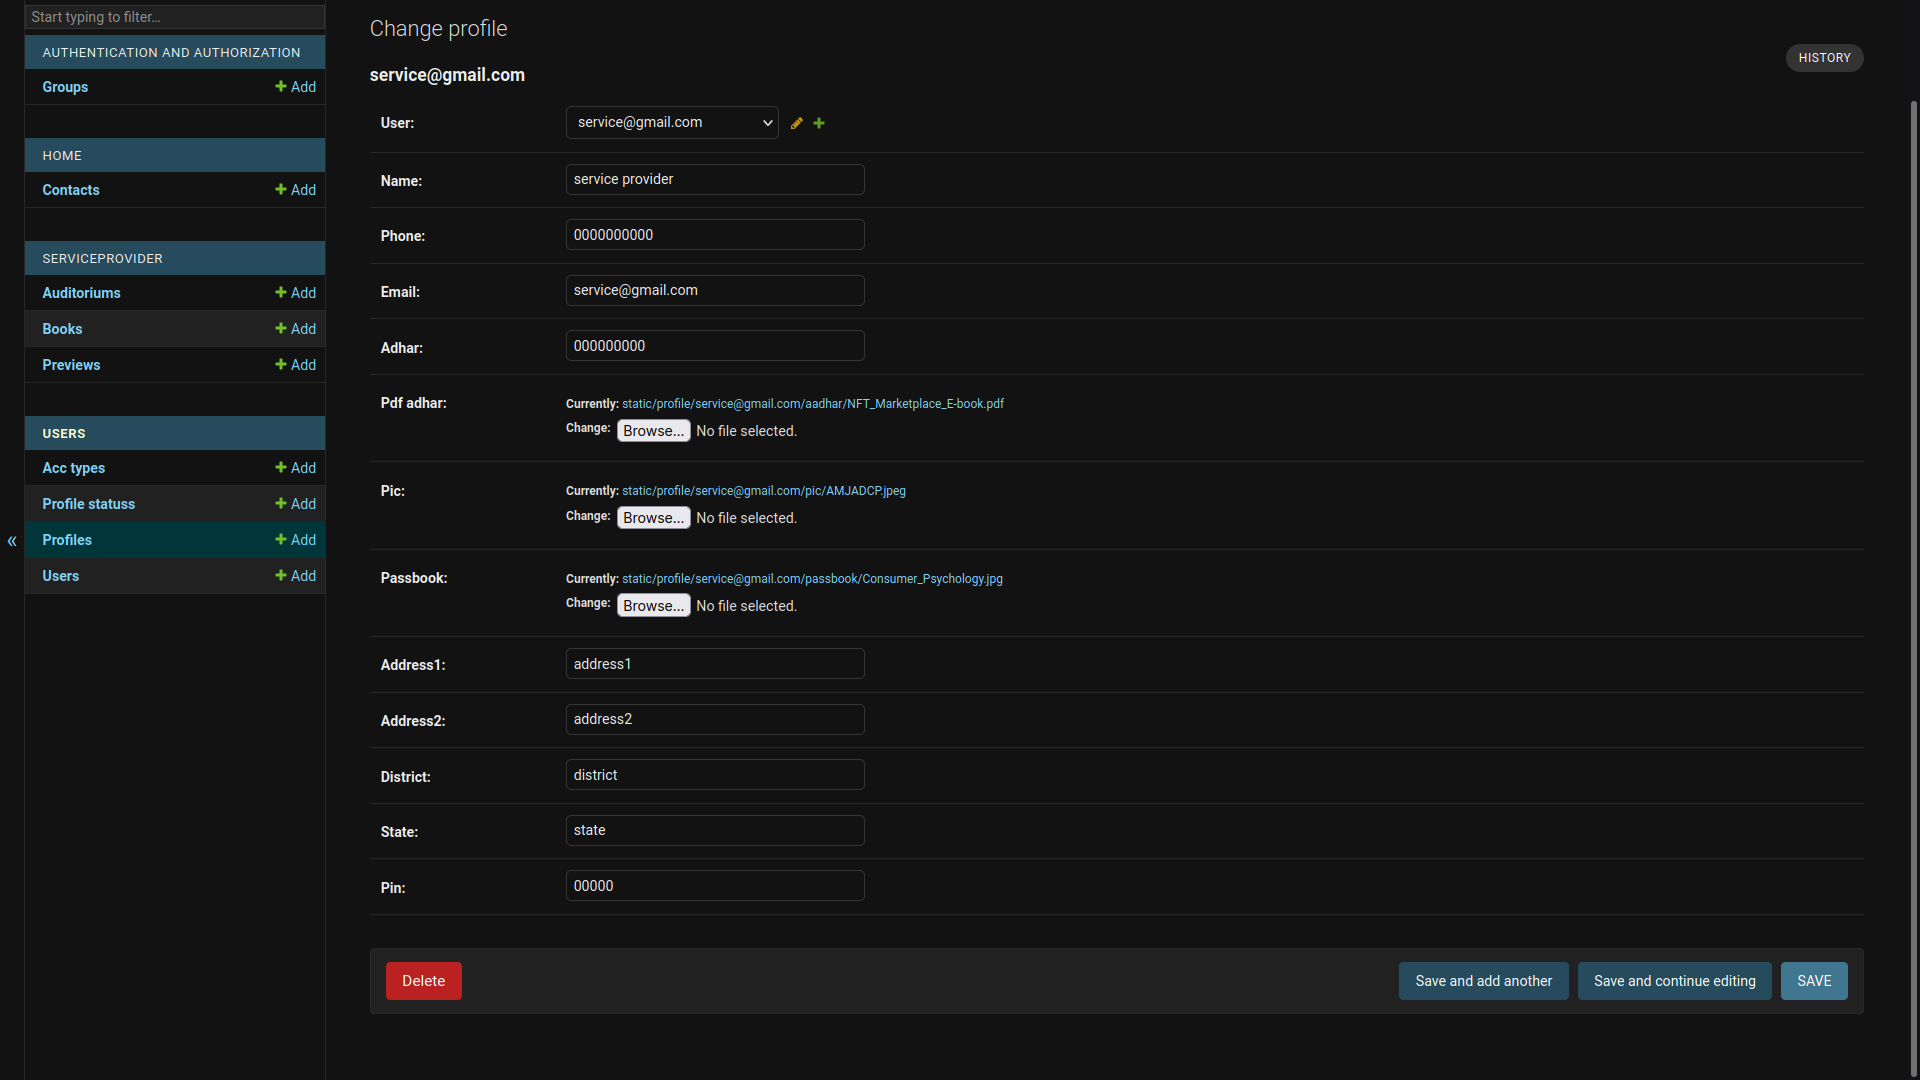 Start typing to filter...
AUTHENTICATION AND AUTHORIZATION
Groups + Add
HOME
Contacts + Add
SERVICEPROVIDER
Auditoriums + Add
Books + Add
Previews + Add
USERS
Acc types + Add
Profile statuss + Add
Profiles + Add
Users + Add
«
Change profile
HISTORY
service@gmail.com
User: service@gmail.com
Name: service provider
Phone: 0000000000
Email: service@gmail.com
Adhar: 000000000
Pdf adhar: Currently: static/profile/service@gmail.com/aadhar/NFT_Marketplace_E-book.pdf
Change: Browse... No file selected.
Pic: Currently: static/profile/service@gmail.com/pic/AMJADCP.jpeg
Change: Browse... No file selected.
Passbook: Currently: static/profile/service@gmail.com/passbook/Consumer_Psychology.jpg
Change: Browse... No file selected.
Address1: address1
Address2: address2
District: district
State: state
Pin: 00000
Delete Save and add another Save and continue editing SAVE